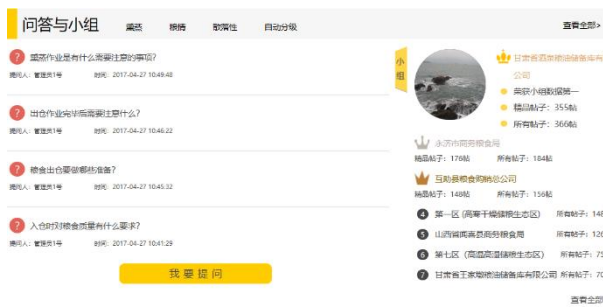 问答与小组 熏蒸 粮情 散落性 自动分级 查看全部>
? 熏蒸作业是有什么需要注意的事项?
提问人：管理员1号 时间：2017-04-27 10:49:48
? 出仓作业完毕后需要注意什么?
提问人：管理员1号 时间：2017-04-27 10:46:22
? 粮食出仓要做哪些准备?
提问人：管理员1号 时间：2017-04-27 10:45:32
? 入仓时对粮食质量有什么要求?
提问人：管理员1号 时间：2017-04-27 10:41:29
我要提问
小组
甘肃省酒泉粮油储备库有
公司
荣获小组数据第一
精品帖子：355帖
所有帖子：366帖
永济市商务粮食局
精品帖子：176帖 所有帖子：184帖
互助县粮食购销总公司
精品帖子：148帖 所有帖子：156帖
4 第一区 (高寒干燥储粮生态区) 所有帖子：148
5 山西省闻喜县商务粮食局 所有帖子：126
6 第七区（高温高湿储粮生态区） 所有帖子：75
7 甘肃省王家墩粮油储备库有限公司 所有帖子：70
查看全部